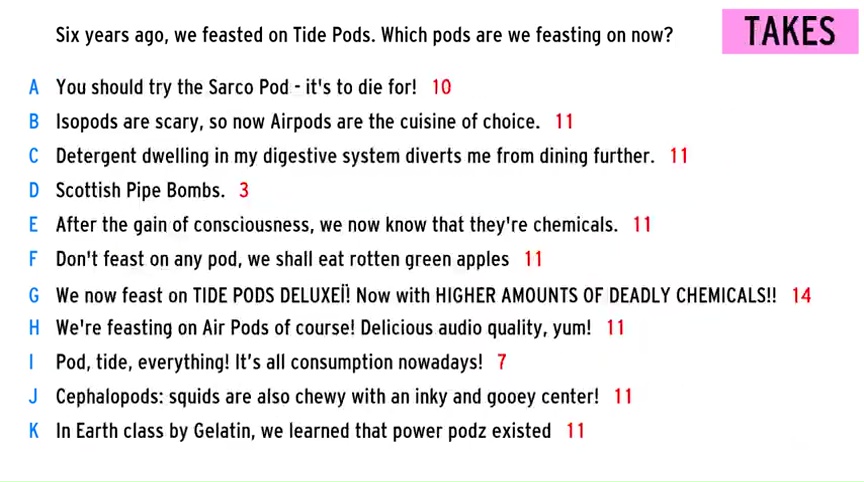 Six years ago, we feasted on Tide Pods. Which pods are we feasting on now?
TAKES
A You should try the Sarco Pod - it's to die for! 10
B Isopods are scary, so now Airpods are the cuisine of choice. 11
C Detergent dwelling in my digestive system diverts me from dining further. 11
D Scottish Pipe Bombs. 3
E After the gain of consciousness, we now know that they're chemicals. 11
F Don't feast on any pod, we shall eat rotten green apples 11
G We now feast on TIDE PODS DELUXEÏ! Now with HIGHER AMOUNTS OF DEADLY CHEMICALS!! 14
H We're feasting on Air Pods of course! Delicious audio quality, yum! 11
I Pod, tide, everything! It’s all consumption nowadays! 7
J Cephalopods: squids are also chewy with an inky and gooey center! 11
K In Earth class by Gelatin, we learned that power podz existed 11